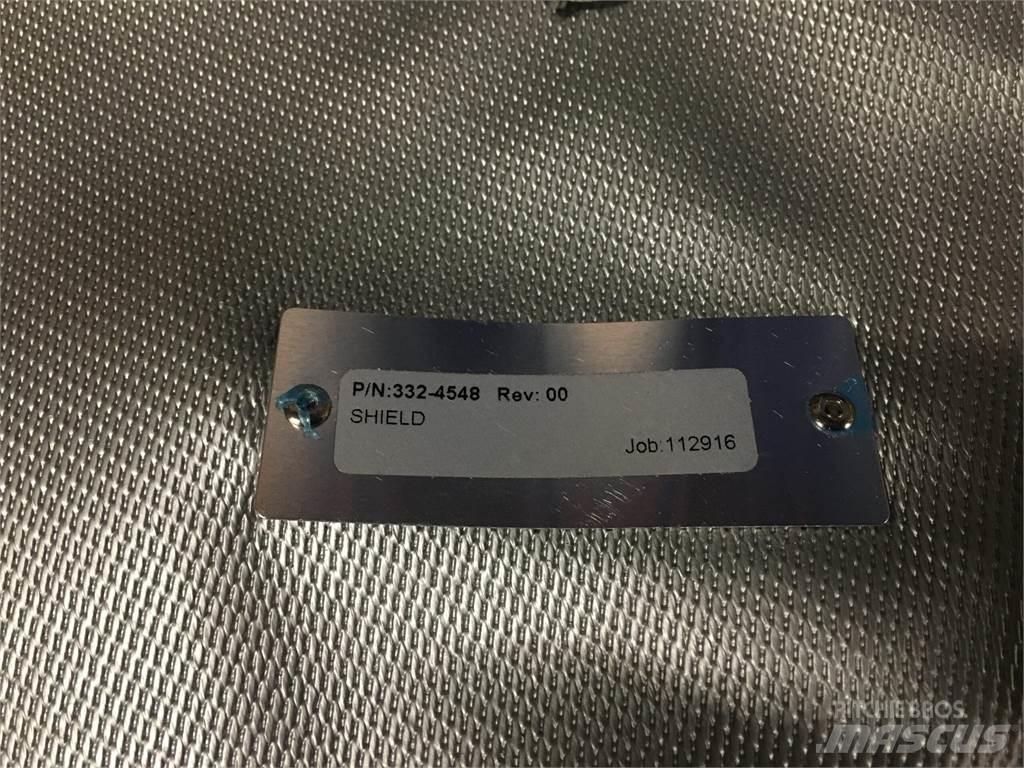 P/N:332-4548 Rev: 00
SHIELD
Job:112916
RITCHIE BROS.
MASCUS